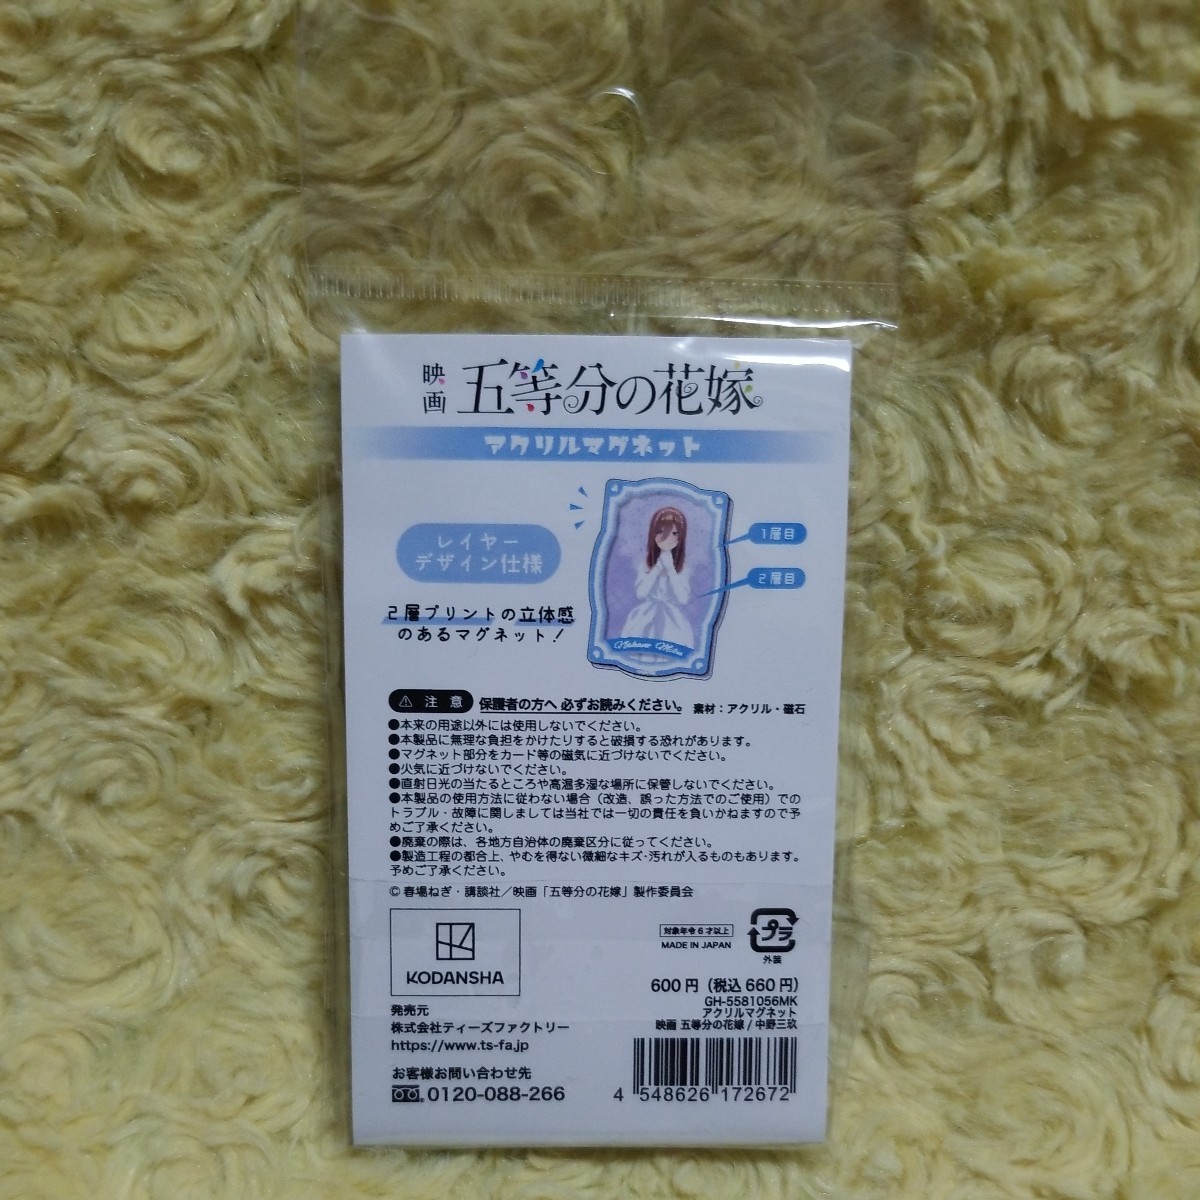 映画 五等分の花嫁
アクリルマグネット
レイヤー
デザイン仕様
1層目
2層目
2層プリントの立体感
のあるマグネット!
Nakano Miku
⚠ 注意 保護者の方へ 必ずお読みください。 素材:アクリル・磁石
●本来の用途以外には使用しないでください。
●本製品に無理な負担をかけたりすると破損する恐れがあります。
●マグネット部分をカード等の磁気に近づけないでください。
●火気に近づけないでください。
●直射日光の当たるところや高温多湿な場所に保管しないでください。
●本製品の使用方法に従わない場合(改造、誤った方法でのご使用)での
トラブル・故障に関しましては当社では一切の責任を負いかねますので予
めご了承ください。
●廃棄の際は、各地方自治体の廃棄区分に従ってください。
●製造工程の都合上、やむを得ない微細なキズ・汚れが入るものもあります。
予めご了承ください。
© 春場ねぎ・講談社/映画「五等分の花嫁」製作委員会
KODANSHA
対象年令6才以上
MADE IN JAPAN
プラ
外装
600円(税込660円)
GH-5581056MK
アクリルマグネット
映画 五等分の花嫁/中野三玖
発売元
株式会社ティーズファクトリー
https://www.ts-fa.jp
お客様お問い合わせ先
0120-088-266
4 548626 172672